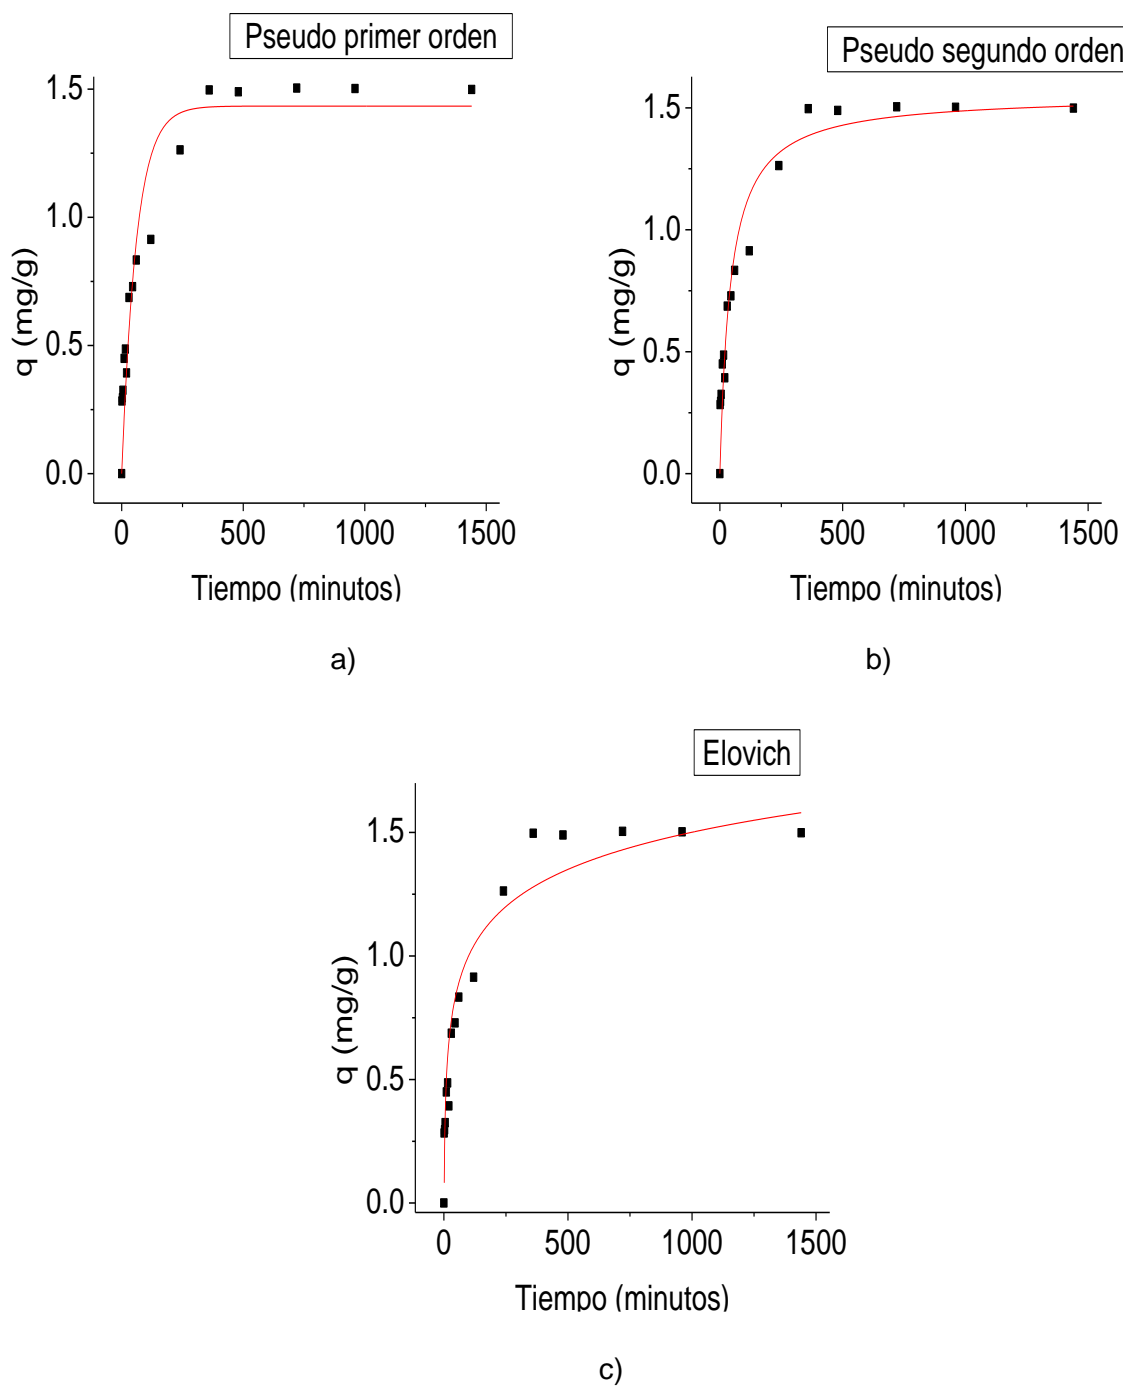 Pseudo primer orden
1.5
1.0
0.5
0.0
q (mg/g)
0 500 1000 1500
Tiempo (minutos)
a)
Pseudo segundo orden
1.5
1.0
0.5
0.0
q (mg/g)
0 500 1000 1500
Tiempo (minutos)
b)
Elovich
1.5
1.0
0.5
0.0
q (mg/g)
0 500 1000 1500
Tiempo (minutos)
c)